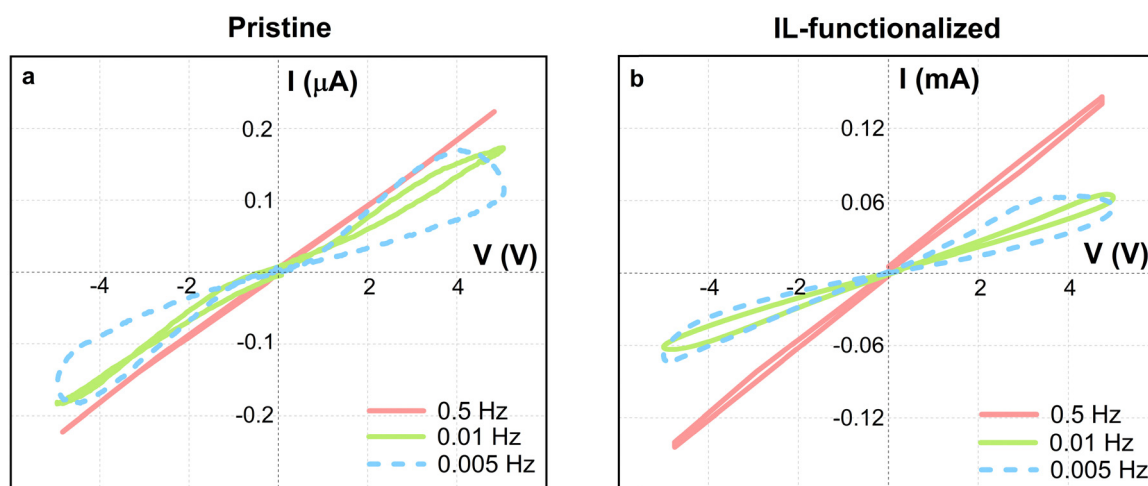 Pristine
a
I (μA)
0.2
0.1
V (V)
-4
-2
2
4
-0.1
-0.2
0.5 Hz
0.01 Hz
0.005 Hz
IL-functionalized
b
I (mA)
0.12
0.06
V (V)
-4
-2
2
4
-0.06
-0.12
0.5 Hz
0.01 Hz
0.005 Hz